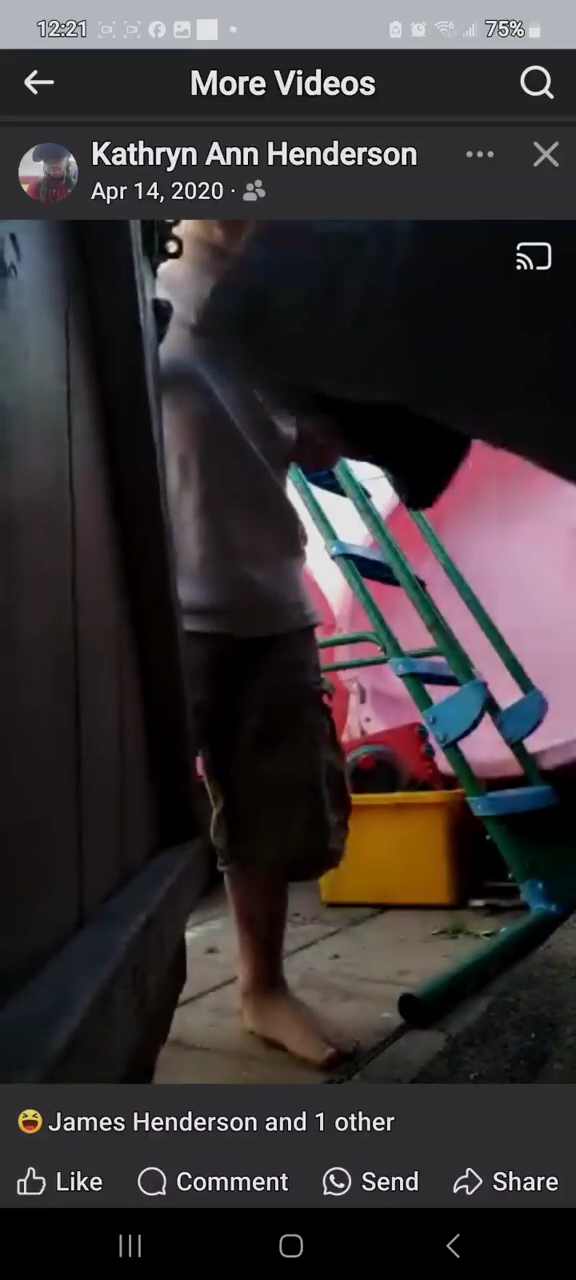 12:21
75%
More Videos
Kathryn Ann Henderson
Apr 14, 2020 ·
James Henderson and 1 other
Like Comment Send Share